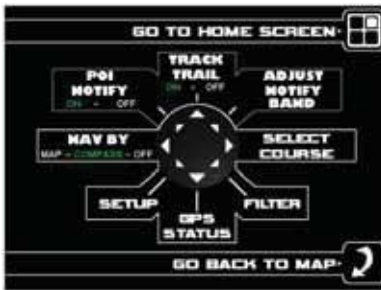 GO TO HOME SCREEN
TRACK
TRAIL
ON - OFF
POI
NOTIFY
ON - OFF
ADJUST
NOTIFY
BAND
NAV BY
MAP - COMPASS - OFF
SELECT
COURSE
SETUP
GPS
STATUS
FILTER
GO BACK TO MAP